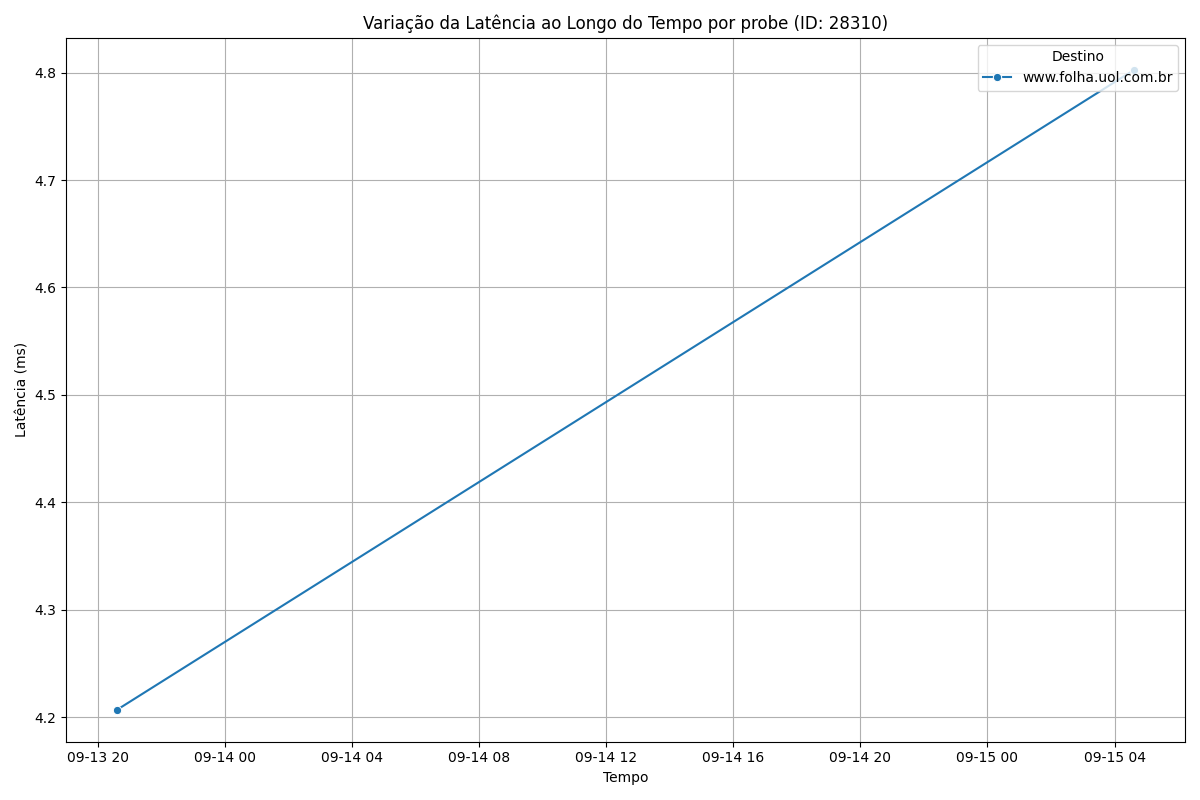 Variação da Latência ao Longo do Tempo por probe (ID: 28310)
Destino
www.folha.uol.com.br
Latência (ms)
4.8
4.7
4.6
4.5
4.4
4.3
4.2
09-13 20 09-14 00 09-14 04 09-14 08 09-14 12 09-14 16 09-14 20 09-15 00 09-15 04
Tempo